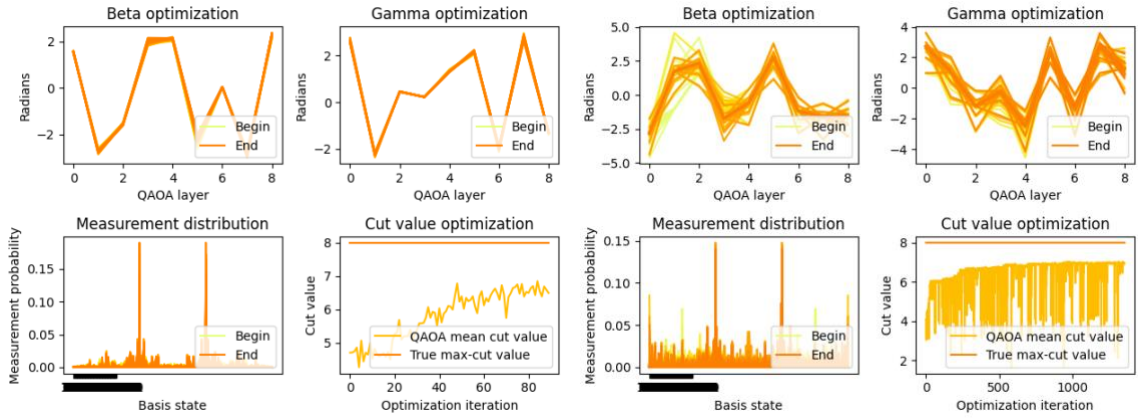 Beta optimization
Radians
2
0
−2
Begin
End
0 2 4 6 8
QAOA layer
Gamma optimization
Radians
2
0
−2
Begin
End
0 2 4 6 8
QAOA layer
Beta optimization
Radians
5.0
2.5
0.0
−2.5
−5.0
Begin
End
0 2 4 6 8
QAOA layer
Gamma optimization
Radians
4
2
0
−2
−4
Begin
End
0 2 4 6 8
QAOA layer
Measurement distribution
Measurement probability
0.15
0.10
0.05
0.00
Begin
End
Basis state
Cut value optimization
Cut value
8
7
6
5
QAOA mean cut value
True max-cut value
0 20 40 60 80
Optimization iteration
Measurement distribution
Measurement probability
0.15
0.10
0.05
0.00
Begin
End
Basis state
Cut value optimization
Cut value
8
6
4
2
QAOA mean cut value
True max-cut value
0 500 1000
Optimization iteration